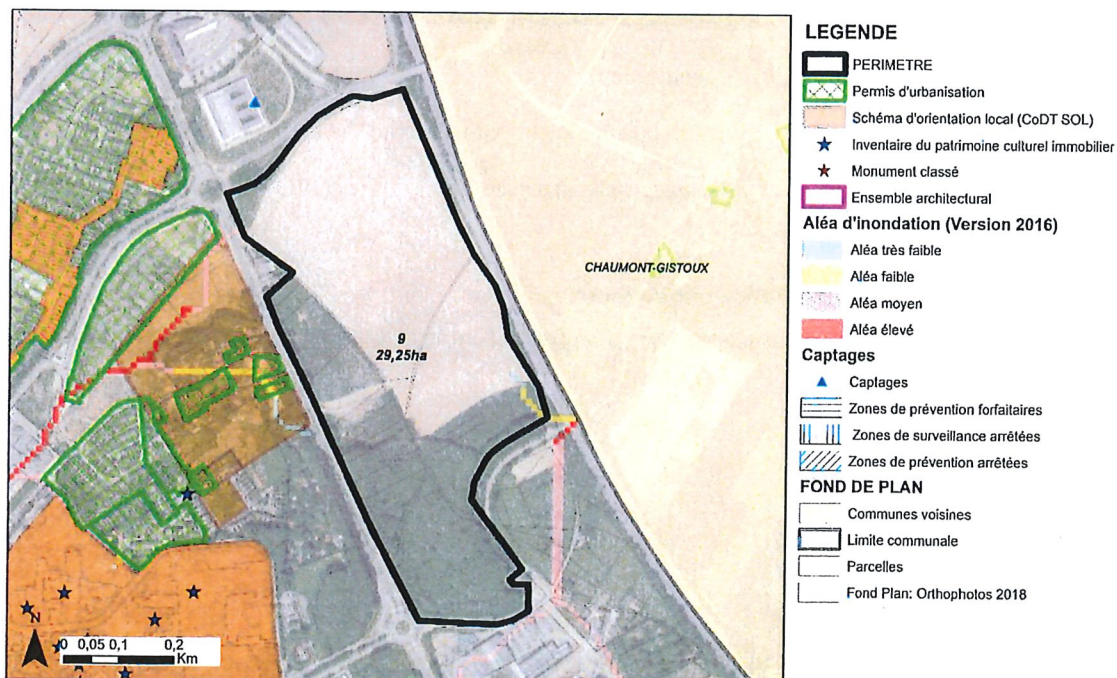 CHAUMONT-GISTOUX
9
29,25ha
N
0 0,05 0,1 0,2
Km
LEGENDE
PERIMETRE
Permis d'urbanisation
Schéma d'orientation local (CoDT SOL)
Inventaire du patrimoine culturel immobilier
Monument classé
Ensemble architectural
Aléa d'inondation (Version 2016)
Aléa très faible
Aléa faible
Aléa moyen
Aléa élevé
Captages
Captages
Zones de prévention forfaitaires
Zones de surveillance arrêtées
Zones de prévention arrêtées
FOND DE PLAN
Communes voisines
Limite communale
Parcelles
Fond Plan: Orthophotos 2018